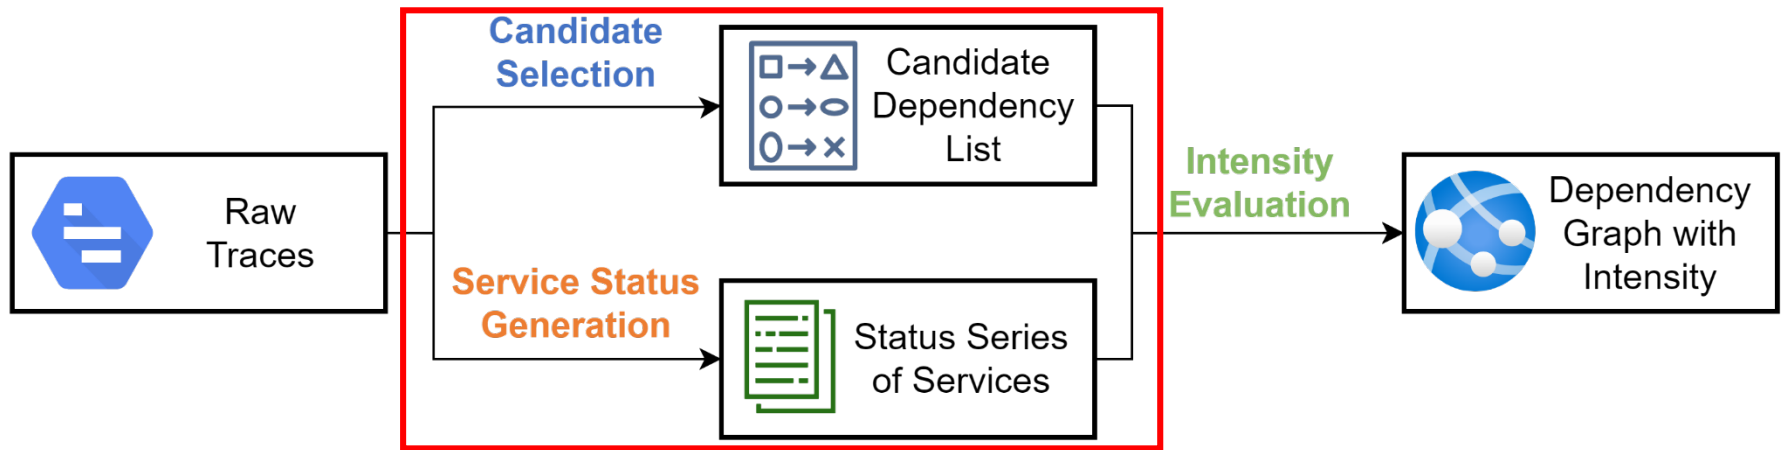 Raw
Traces
Candidate
Selection
Candidate
Dependency
List
Service Status
Generation
Status Series
of Services
Intensity
Evaluation
Dependency
Graph with
Intensity